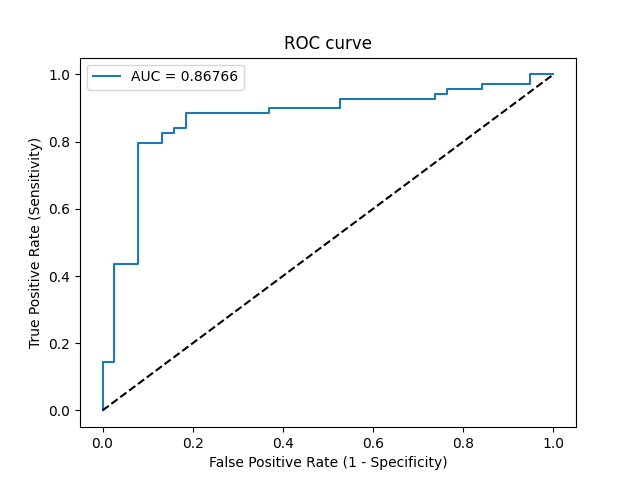 ROC curve
AUC = 0.86766
True Positive Rate (Sensitivity)
1.0
0.8
0.6
0.4
0.2
0.0
0.0 0.2 0.4 0.6 0.8 1.0
False Positive Rate (1 - Specificity)